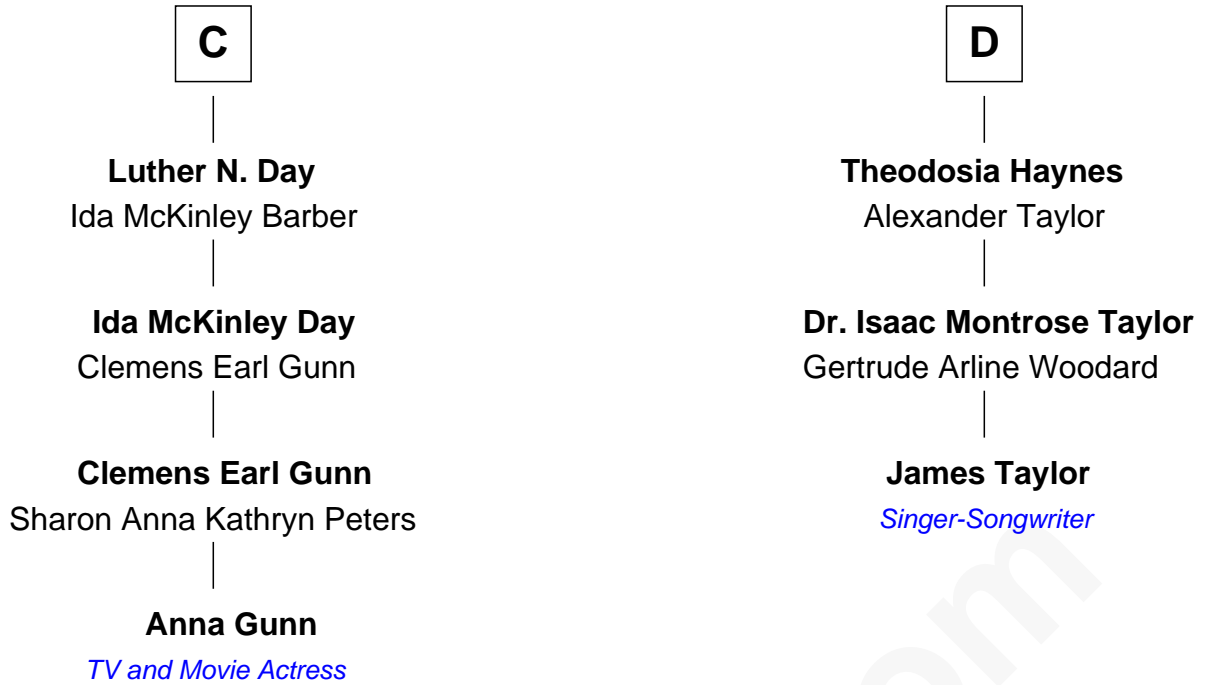 C
Luther N. Day
Ida McKinley Barber
Ida McKinley Day
Clemens Earl Gunn
Clemens Earl Gunn
Sharon Anna Kathryn Peters
Anna Gunn
TV and Movie Actress
D
Theodosia Haynes
Alexander Taylor
Dr. Isaac Montrose Taylor
Gertrude Arline Woodard
James Taylor
Singer-Songwriter
om